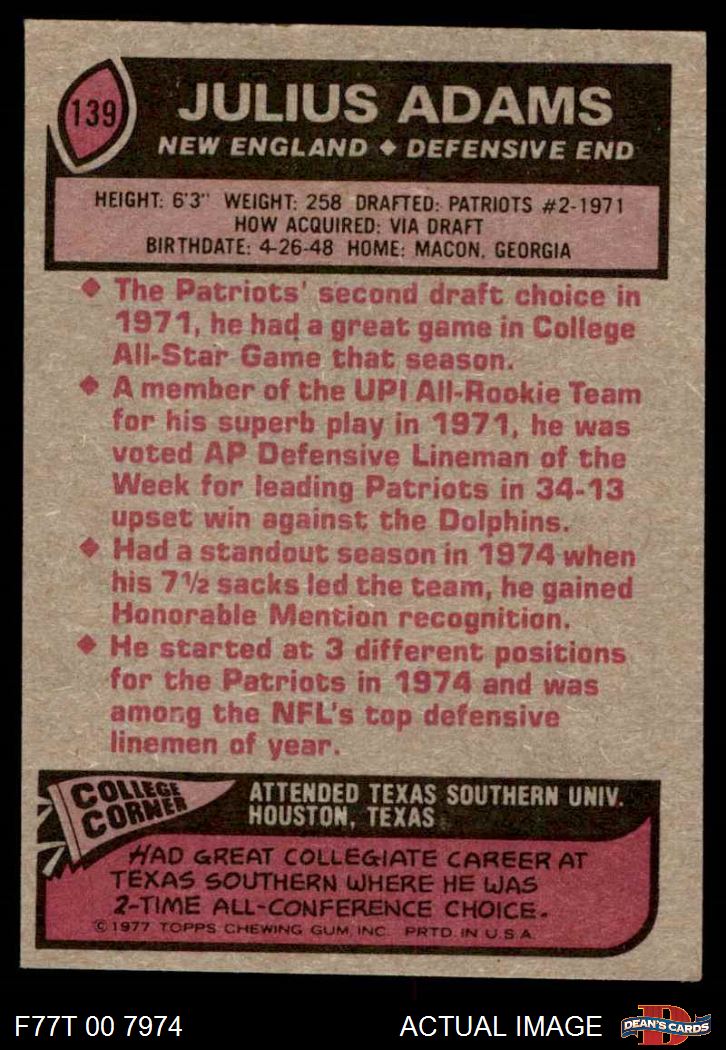 139
JULIUS ADAMS
NEW ENGLAND ◆ DEFENSIVE END
HEIGHT: 6'3" WEIGHT: 258 DRAFTED: PATRIOTS #2-1971
HOW ACQUIRED: VIA DRAFT
BIRTHDATE: 4-26-48 HOME: MACON, GEORGIA
◆ The Patriots' second draft choice in
1971, he had a great game in College
All-Star Game that season.
◆ A member of the UPI All-Rookie Team
for his superb play in 1971, he was
voted AP Defensive Lineman of the
Week for leading Patriots in 34-13
upset win against the Dolphins.
◆ Had a standout season in 1974 when
his 7½ sacks led the team, he gained
Honorable Mention recognition.
◆ He started at 3 different positions
for the Patriots in 1974 and was
among the NFL's top defensive
linemen of year.
COLLEGE
CORNER
ATTENDED TEXAS SOUTHERN UNIV.
HOUSTON, TEXAS
HAD GREAT COLLEGIATE CAREER AT
TEXAS SOUTHERN WHERE HE WAS
2-TIME ALL-CONFERENCE CHOICE.
© 1977 TOPPS CHEWING GUM, INC. PRTD. IN U.S.A.
F77T 00 7974
ACTUAL IMAGE
D
DEAN'S CARDS